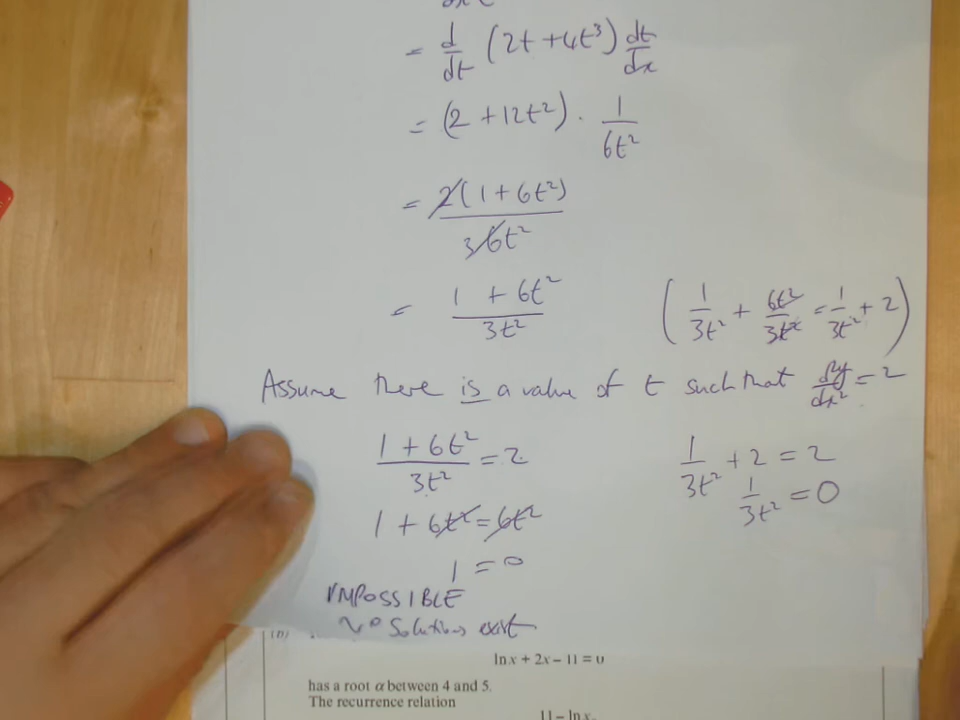 = d/dt (2t + 4t³) dt/dx
= (2 + 12t²) · 1/6t²
= 2(1 + 6t²) / 3 6t²
= 1 + 6t² / 3t² ( 1/3t² + 6t²/3t² = 1/3t² + 2 )
Assume there is a value of t such that d²y/dx² = 2
1 + 6t² / 3t² = 2 1/3t² + 2 = 2
1 + 6t² = 6t² 1/3t² = 0
1 = 0
IMPOSSIBLE
No solutions exist
ln x + 2x – 11 = 0
has a root α between 4 and 5.
The recurrence relation
11 – ln x